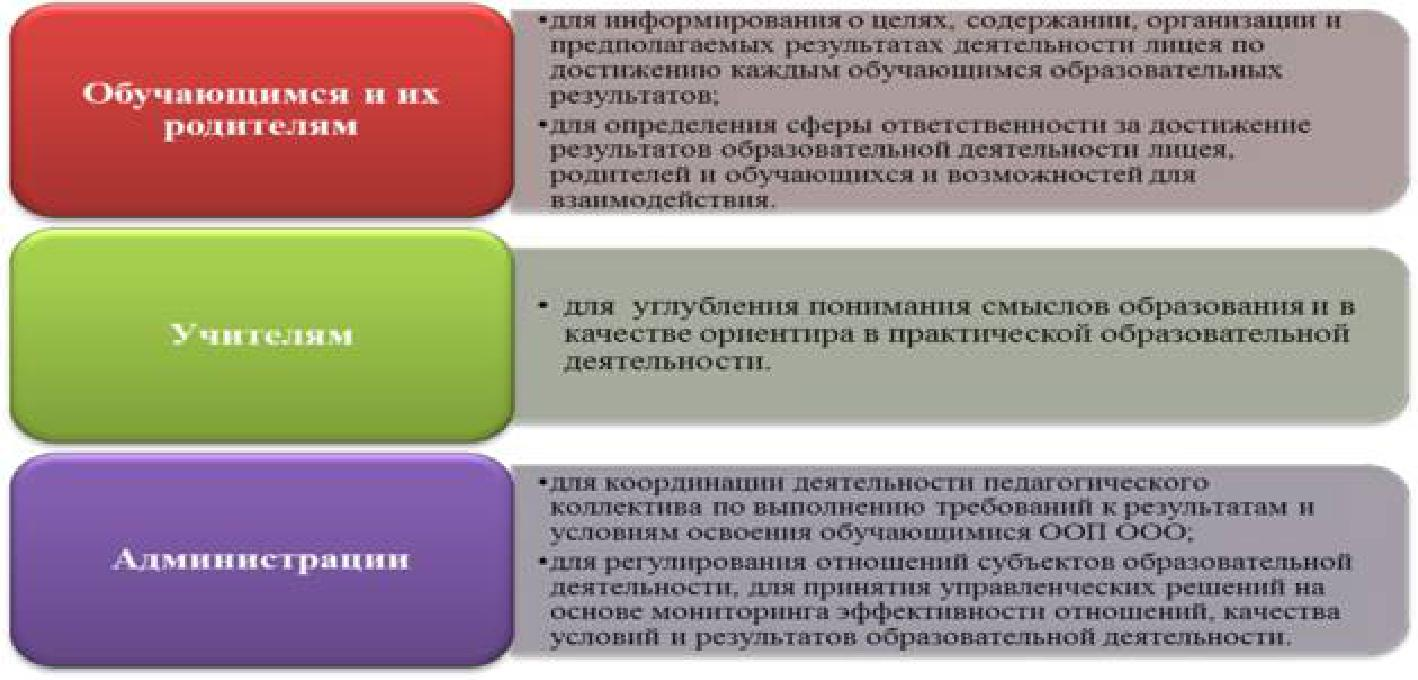 Обучающимся и их
родителям
•для информирования о целях, содержании, организации и
предполагаемых результатах деятельности лицея по
достижению каждым обучающимся образовательных
результатов;
•для определения сферы ответственности за достижение
результатов образовательной деятельности лицея,
родителей и обучающихся и возможностей для
взаимодействия.
Учителям
• для углубления понимания смыслов образования и в
качестве ориентира в практической образовательной
деятельности.
Администрации
•для координации деятельности педагогического
коллектива по выполнению требований к результатам и
условиям освоения обучающимися ООП ООО;
•для регулирования отношений субъектов образовательной
деятельности, для принятия управленческих решений на
основе мониторинга эффективности отношений, качества
условий и результатов образовательной деятельности.